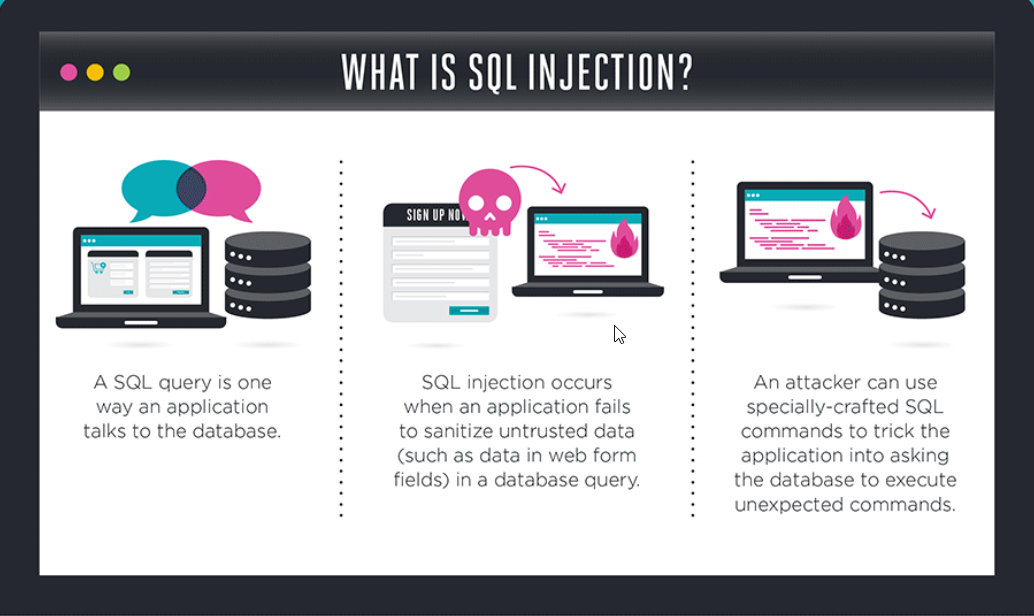 WHAT IS SQL INJECTION?
SIGN UP NOW
A SQL query is one
way an application
talks to the database.
SQL injection occurs
when an application fails
to sanitize untrusted data
(such as data in web form
fields) in a database query.
An attacker can use
specially-crafted SQL
commands to trick the
application into asking
the database to execute
unexpected commands.